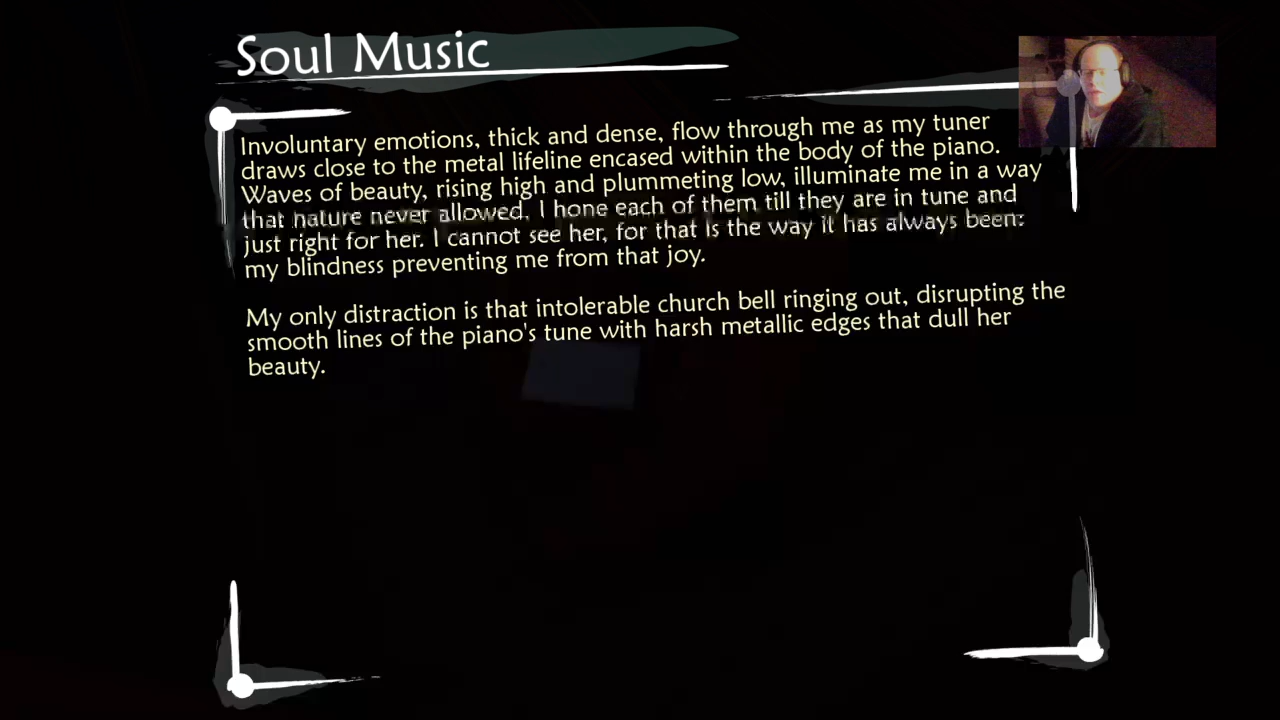 Soul Music
Involuntary emotions, thick and dense, flow through me as my tuner
draws close to the metal lifeline encased within the body of the piano.
Waves of beauty, rising high and plummeting low, illuminate me in a way
that nature never allowed. I hone each of them till they are in tune and
just right for her. I cannot see her, for that is the way it has always been:
my blindness preventing me from that joy.
My only distraction is that intolerable church bell ringing out, disrupting the
smooth lines of the piano's tune with harsh metallic edges that dull her
beauty.